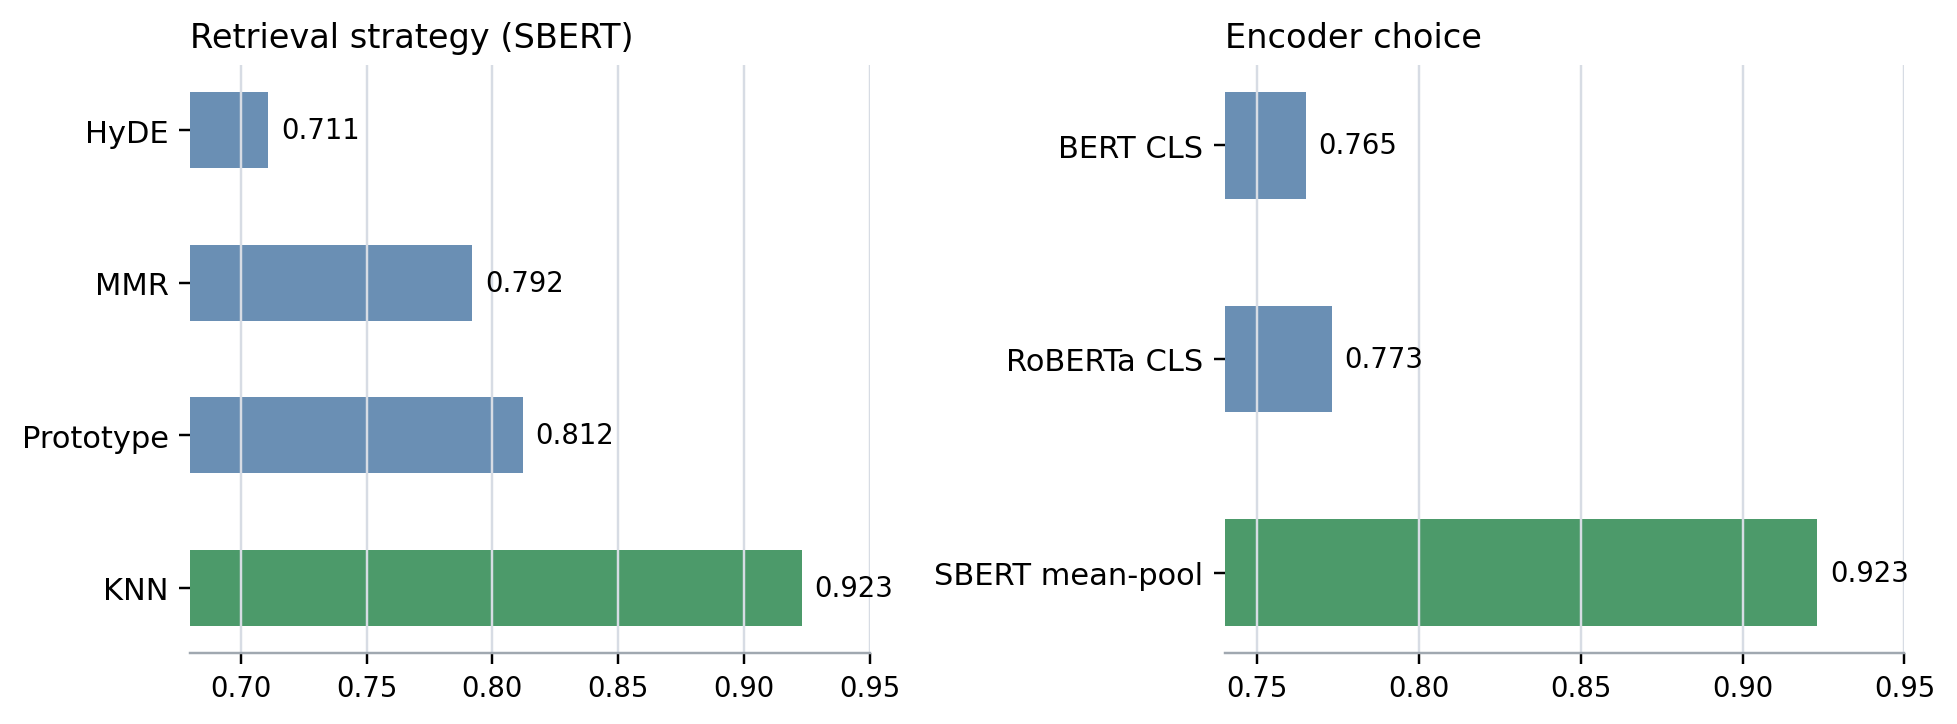 Retrieval strategy (SBERT)
HyDE
0.711
MMR
0.792
Prototype
0.812
KNN
0.923
0.70 0.75 0.80 0.85 0.90 0.95
Encoder choice
BERT CLS
0.765
RoBERTa CLS
0.773
SBERT mean-pool
0.923
0.75 0.80 0.85 0.90 0.95